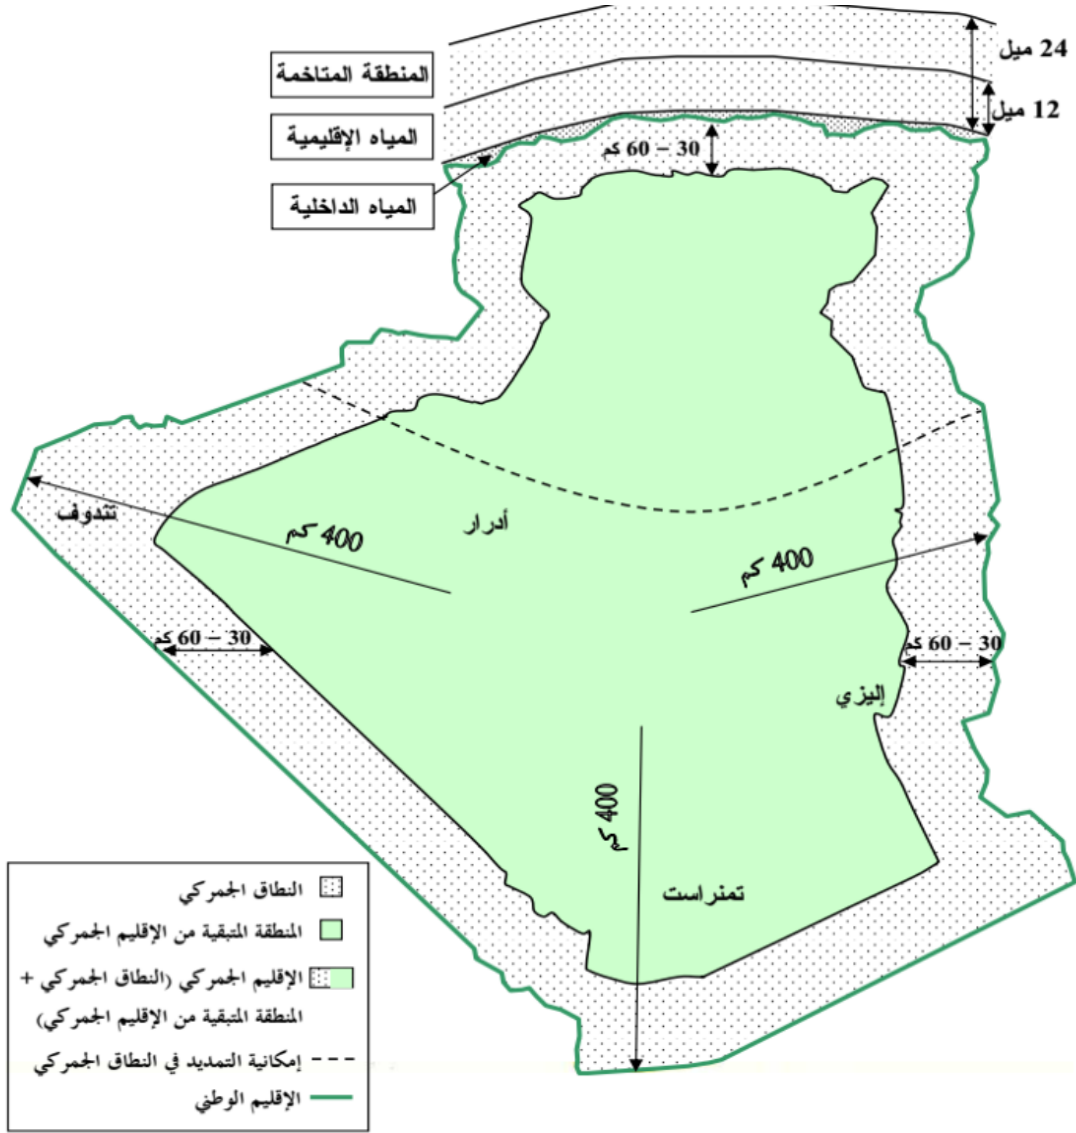 24 ميل
المنطقة المتاخمة
12 ميل
المياه الإقليمية
30 – 60 كم
المياه الداخلية
تتدوف
أدرار
400 كم
400 كم
30 – 60 كم
30 – 60 كم
إليزي
400 كم
تمنراست
النطاق الجمركي
المنطقة المتبقية من الإقليم الجمركي
الإقليم الجمركي (النطاق الجمركي +
المنطقة المتبقية من الإقليم الجمركي)
إمكانية التمديد في النطاق الجمركي
الإقليم الوطني